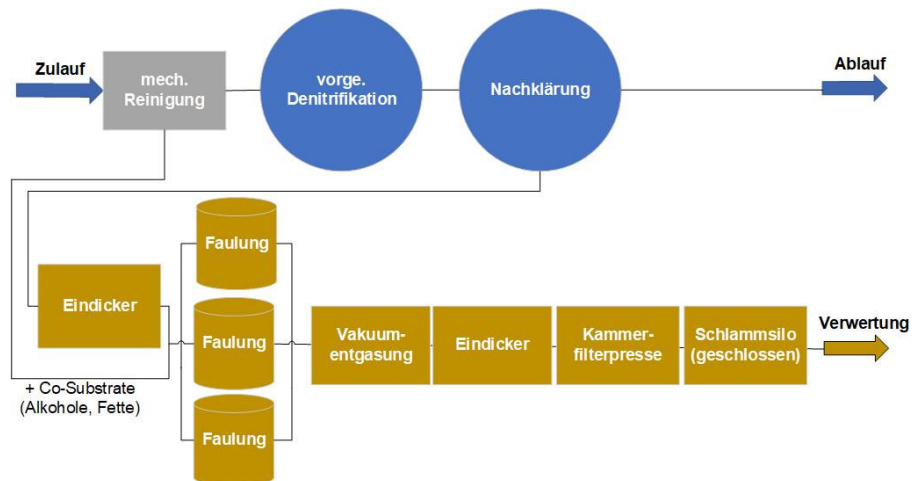 Zulauf
mech.
Reinigung
vorge.
Denitrifikation
Nachklärung
Ablauf
Faulung
Eindicker
Faulung
Vakuum-
entgasung
Eindicker
Kammer-
filterpresse
Schlammsilo
(geschlossen)
Verwertung
+ Co-Substrate
(Alkohole, Fette)
Faulung